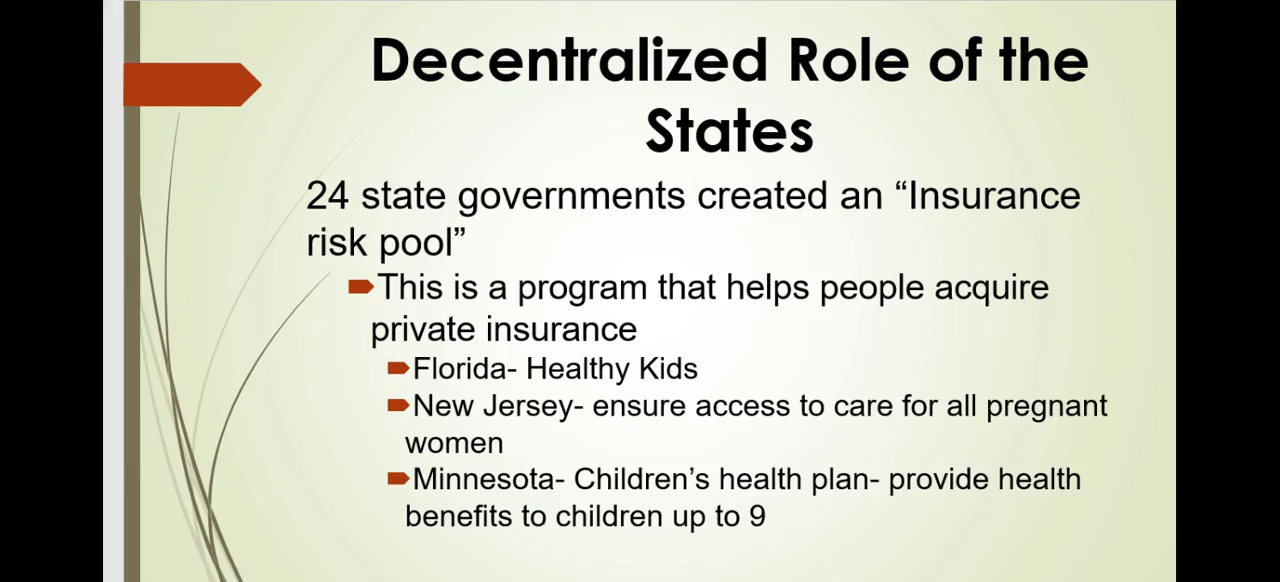 Decentralized Role of the
States
24 state governments created an “Insurance
risk pool”
This is a program that helps people acquire
private insurance
Florida- Healthy Kids
New Jersey- ensure access to care for all pregnant
women
Minnesota- Children’s health plan- provide health
benefits to children up to 9